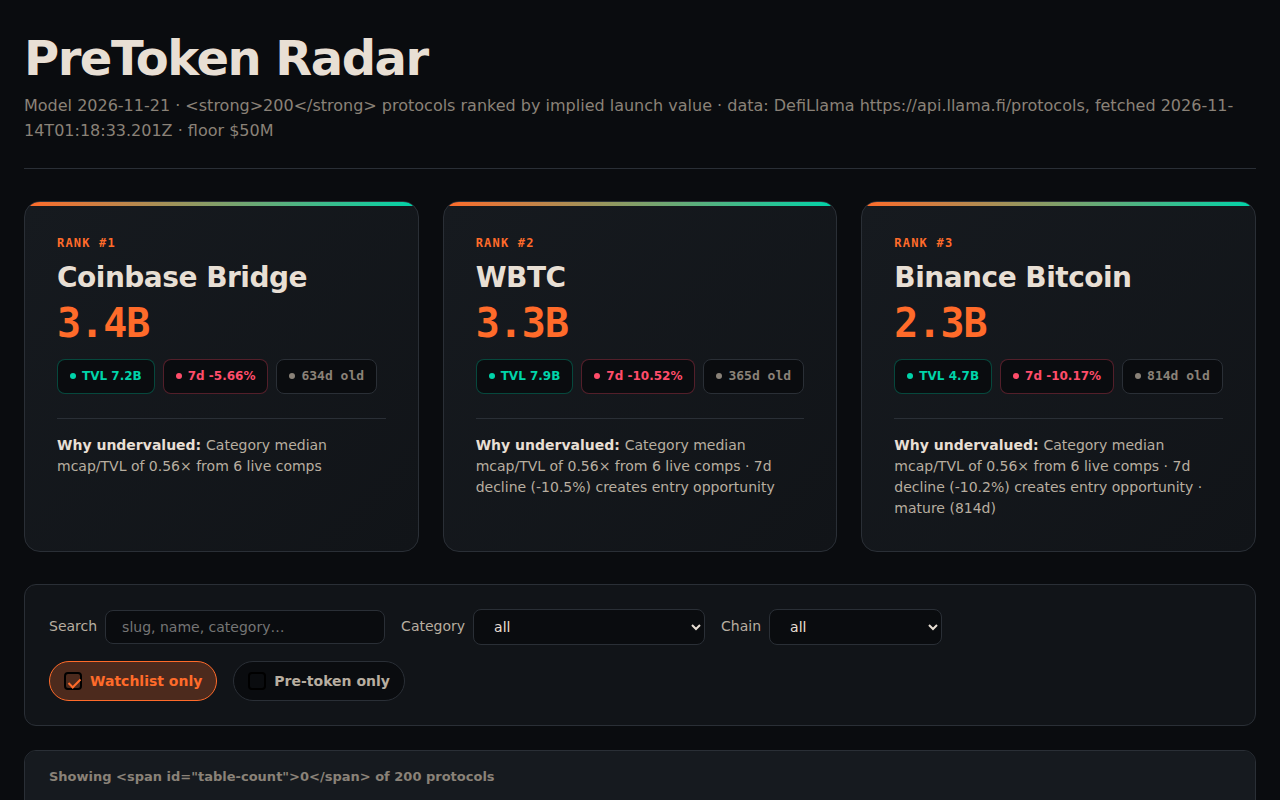 PreToken Radar
Model 2026-11-21 · <strong>200</strong> protocols ranked by implied launch value · data: DefiLlama https://api.llama.fi/protocols, fetched 2026-11-
14T01:18:33.201Z · floor $50M
RANK #1
Coinbase Bridge
3.4B
TVL 7.2B
7d -5.66%
634d old
Why undervalued: Category median
mcap/TVL of 0.56× from 6 live comps
RANK #2
WBTC
3.3B
TVL 7.9B
7d -10.52%
365d old
Why undervalued: Category median
mcap/TVL of 0.56× from 6 live comps · 7d
decline (-10.5%) creates entry opportunity
RANK #3
Binance Bitcoin
2.3B
TVL 4.7B
7d -10.17%
814d old
Why undervalued: Category median
mcap/TVL of 0.56× from 6 live comps · 7d
decline (-10.2%) creates entry opportunity ·
mature (814d)
Search slug, name, category… Category all Chain all
Watchlist only Pre-token only
Showing <span id="table-count">0</span> of 200 protocols